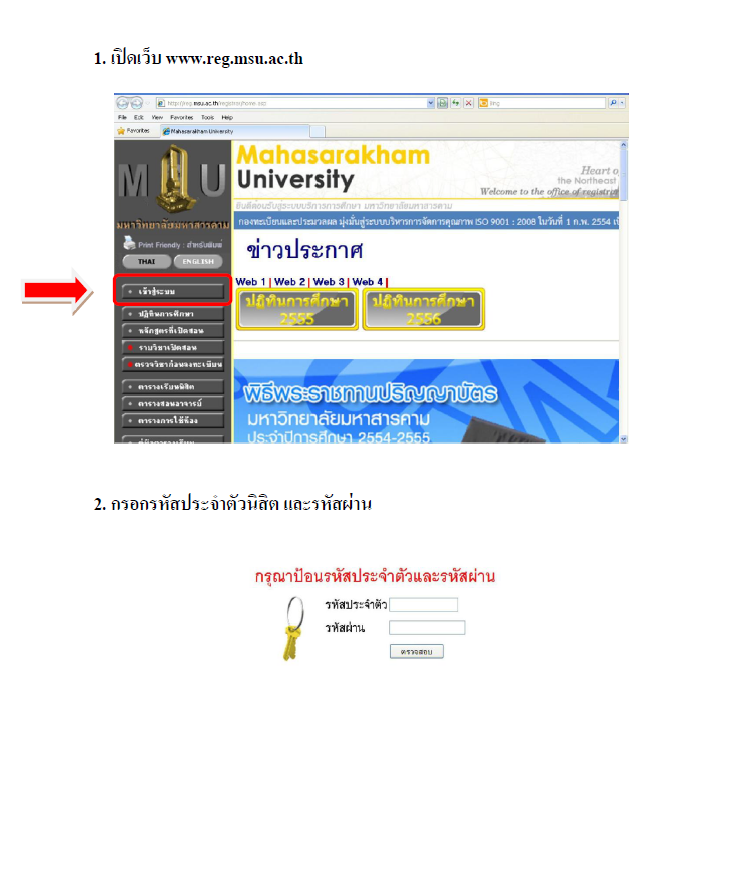 1. เปิดเว็บ www.reg.msu.ac.th
http://reg.msu.ac.th/registrar/home.asp
Bing
File Edit View Favorites Tools Help
Favorites Mahasarakham University
M U
มหาวิทยาลัยมหาสารคาม
Print Friendly : สำหรับพิมพ์
THAI ENGLISH
เข้าสู่ระบบ
ปฏิทินการศึกษา
หลักสูตรที่เปิดสอน
รายวิชาเปิดสอน
ตรวจวิชาก่อนลงทะเบียน
ตารางเรียนนิสิต
ตารางสอนอาจารย์
ตารางการใช้ห้อง
Mahasarakham
University
Heart o
the Northeast
Welcome to the office of registrar
ยินดีต้อนรับสู่ระบบบริการการศึกษา มหาวิทยาลัยมหาสารคาม
กองทะเบียนและประมวลผล มุ่งมั่นสู่ระบบบริหารการจัดการคุณภาพ ISO 9001 : 2008 ในวันที่ 1 ก.พ. 2554
ข่าวประกาศ
Web 1 | Web 2 | Web 3 | Web 4 |
ปฏิทินการศึกษา 2555
ปฏิทินการศึกษา 2556
พิธีพระราชทานปริญญาบัตร
มหาวิทยาลัยมหาสารคาม
ประจำปีการศึกษา 2554-2555
2. กรอกรหัสประจำตัวนิสิต และรหัสผ่าน
กรุณาป้อนรหัสประจำตัวและรหัสผ่าน
รหัสประจำตัว
รหัสผ่าน
ตรวจสอบ